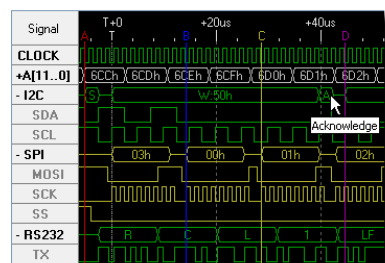 Signal T+0 +20us +40us
A T B C D
CLOCK
+A[11..0] 6CCh 6CDh 6CEh 6CFh 6D0h 6D1h 6D2h
- I2C S W:50h A
SDA
SCL Acknowledge
- SPI 03h 00h 01h 02h
MOSI
SCK
SS
- RS232 R C L 1 LF
TX